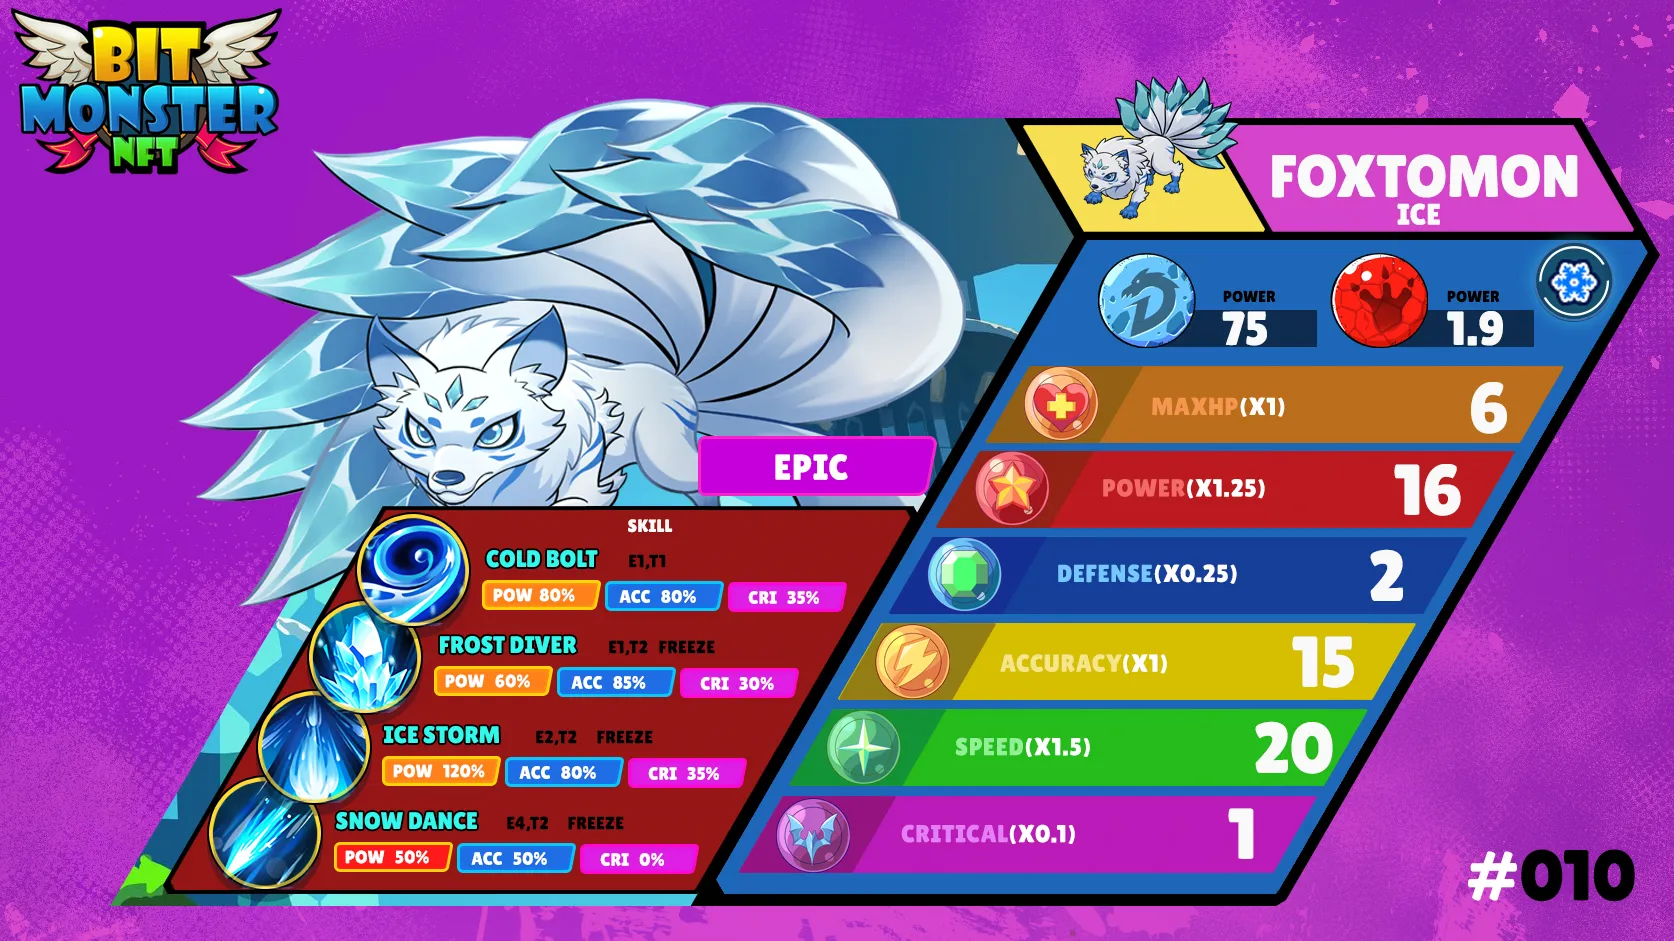 BIT
MONSTER
NFT
FOXTOMON
ICE
POWER
75
POWER
1.9
MAXHP(X1) 6
POWER(X1.25) 16
DEFENSE(X0.25) 2
ACCURACY(X1) 15
SPEED(X1.5) 20
CRITICAL(X0.1) 1
EPIC
SKILL
COLD BOLT E1,T1
POW 80% ACC 80% CRI 35%
FROST DIVER E1,T2 FREEZE
POW 60% ACC 85% CRI 30%
ICE STORM E2,T2 FREEZE
POW 120% ACC 80% CRI 35%
SNOW DANCE E4,T2 FREEZE
POW 50% ACC 50% CRI 0%
#010